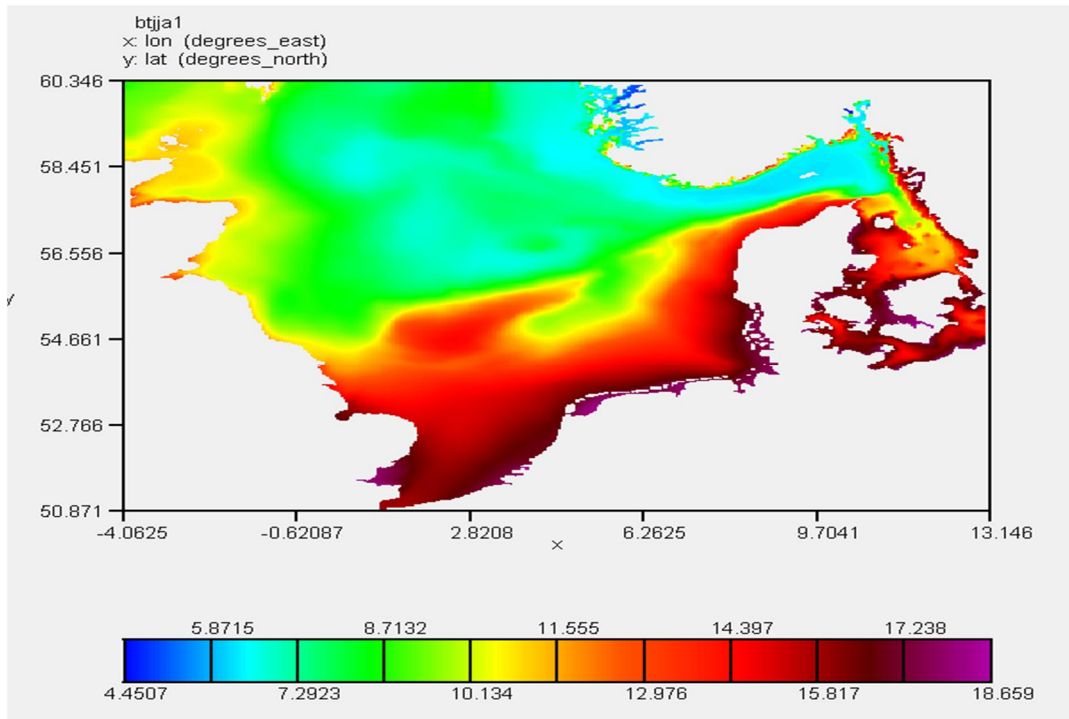 btjja1
x: lon (degrees_east)
y: lat (degrees_north)
60.346
58.451
56.556
y
54.661
52.766
50.871
-4.0625 -0.62087 2.8208 6.2625 9.7041 13.146
x
5.8715 8.7132 11.555 14.397 17.238
4.4507 7.2923 10.134 12.976 15.817 18.659